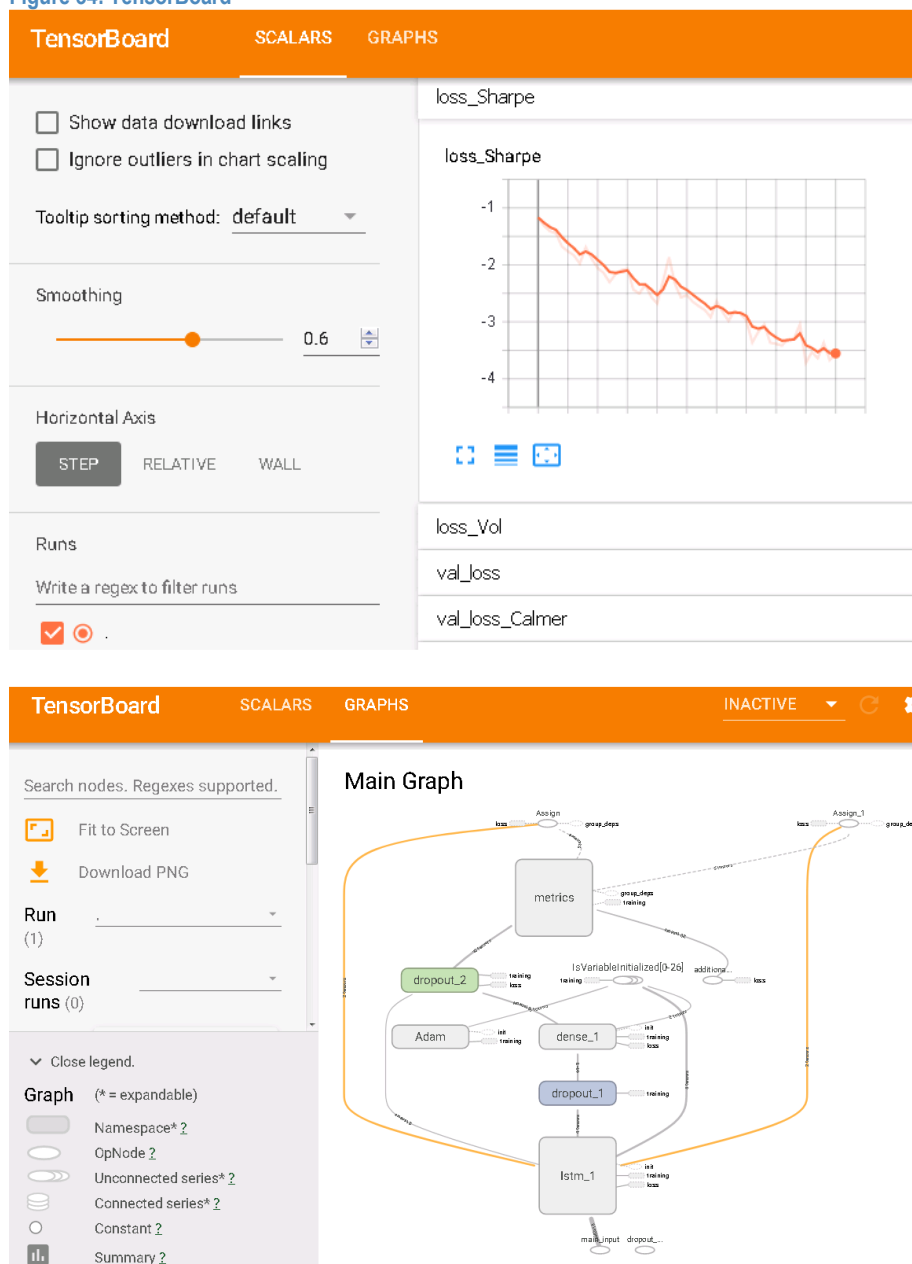 Figure 64: TensorBoard
TensorBoard SCALARS GRAPHS
Show data download links
Ignore outliers in chart scaling
Tooltip sorting method: default
Smoothing
0.6
Horizontal Axis
STEP RELATIVE WALL
Runs
Write a regex to filter runs
.
loss_Sharpe
loss_Sharpe
-1
-2
-3
-4
loss_Vol
val_loss
val_loss_Calmer
TensorBoard SCALARS GRAPHS INACTIVE
Search nodes. Regexes supported.
Fit to Screen
Download PNG
Run .
(1)
Session
runs (0)
Close legend.
Graph (* = expandable)
Namespace* ?
OpNode ?
Unconnected series* ?
Connected series* ?
Constant ?
Summary ?
Main Graph
Assign
loss group_deps
Assign_1
loss group_de
metrics
group_deps
training
IsVariableInitialized[0-26]
training
additiona...
loss
dropout_2
training
loss
Adam
init
training
dense_1
init
training
loss
dropout_1
training
lstm_1
init
training
loss
main_input dropout_...